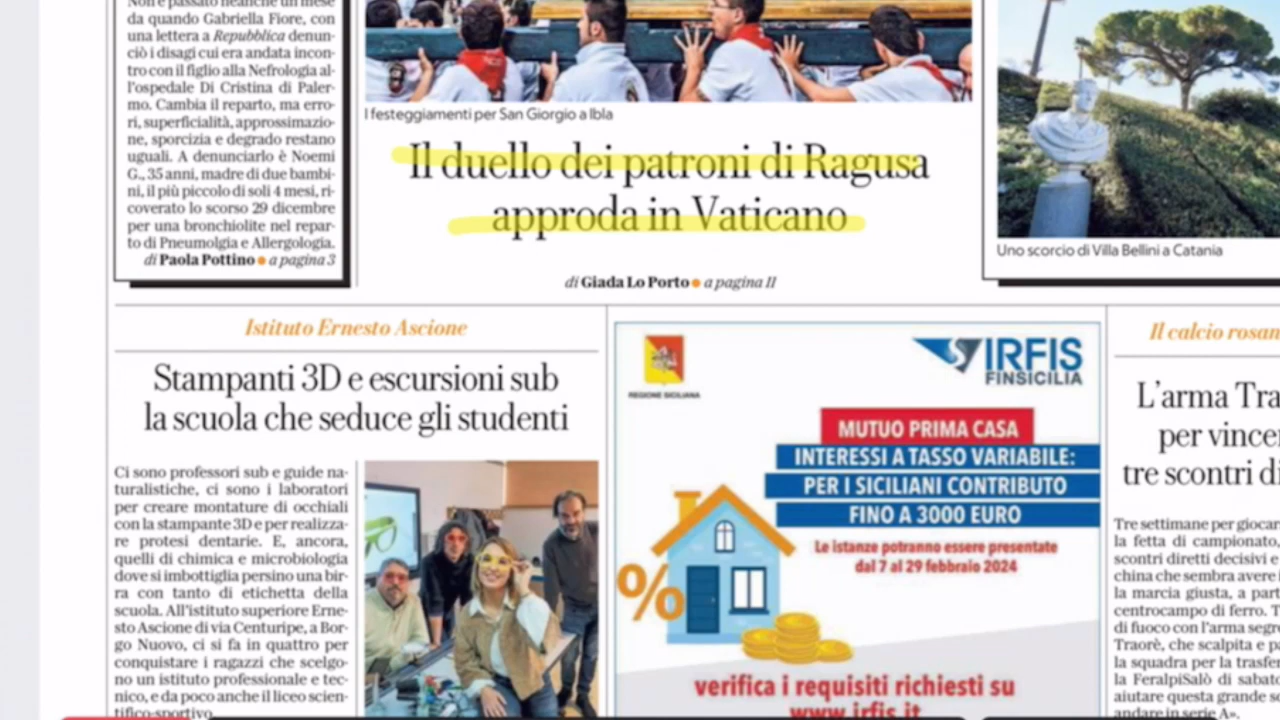 Non è passato neanche un mese
da quando Gabriella Fiore, con
una lettera a Repubblica denun-
ciò i disagi cui era andata incon-
tro con il figlio alla Nefrologia al-
l'ospedale Di Cristina di Paler-
mo. Cambia il reparto, ma erro-
ri, superficialità, approssimazio-
ne, sporcizia e degrado restano
uguali. A denunciarlo è Noemi
G., 35 anni, madre di due bambi-
ni, il più piccolo di soli 4 mesi, ri-
coverato lo scorso 29 dicembre
per una bronchiolite nel repar-
to di Pneumolgia e Allergologia.
di Paola Pottino • a pagina 3
I festeggiamenti per San Giorgio a Ibla
Il duello dei patroni di Ragusa
approda in Vaticano
di Giada Lo Porto • a pagina II
Uno scorcio di Villa Bellini a Catania
Istituto Ernesto Ascione
Stampanti 3D e escursioni sub
la scuola che seduce gli studenti
Ci sono professori sub e guide na-
turalistiche, ci sono i laboratori
per creare montature di occhiali
con la stampante 3D e per realizza-
re protesi dentarie. E, ancora,
quelli di chimica e microbiologia
dove si imbottiglia persino una bir-
ra con tanto di etichetta della
scuola. All'istituto superiore Erne-
sto Ascione di via Centuripe, a Bor-
go Nuovo, ci si fa in quattro per
conquistare i ragazzi che scelgo-
no un istituto professionale e tec-
nico, e da poco anche il liceo scien-
tifico-sportivo
REGIONE SICILIANA
IRFIS
FINSICILIA
MUTUO PRIMA CASA
INTERESSI A TASSO VARIABILE:
PER I SICILIANI CONTRIBUTO
FINO A 3000 EURO
Le istanze potranno essere presentate
dal 7 al 29 febbraio 2024
%
verifica i requisiti richiesti su
www.irfis.it
Il calcio rosan
L'arma Tra
per vince
tre scontri di
Tre settimane per giocar
la fetta di campionato,
scontri diretti decisivi e
china che sembra avere i
la marcia giusta, a part
centrocampo di ferro. T
di fuoco con l'arma segr
Traorè, che scalpita e pa
la squadra per la trasfer
la FeralpiSalò di sabato
aiutare questa grande s
andare in serie A».